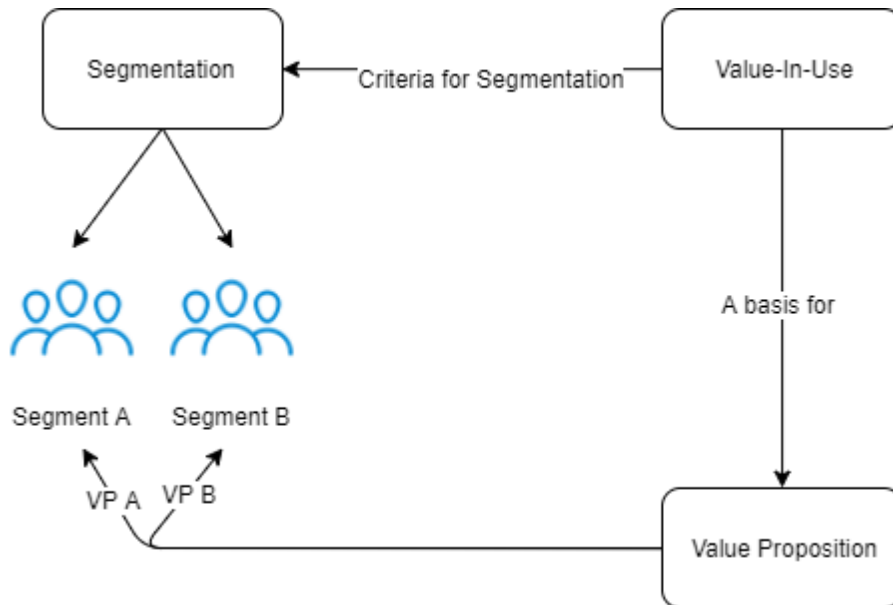 Segmentation
Criteria for Segmentation
Value-In-Use
A basis for
Segment A
Segment B
VP A
VP B
Value Proposition